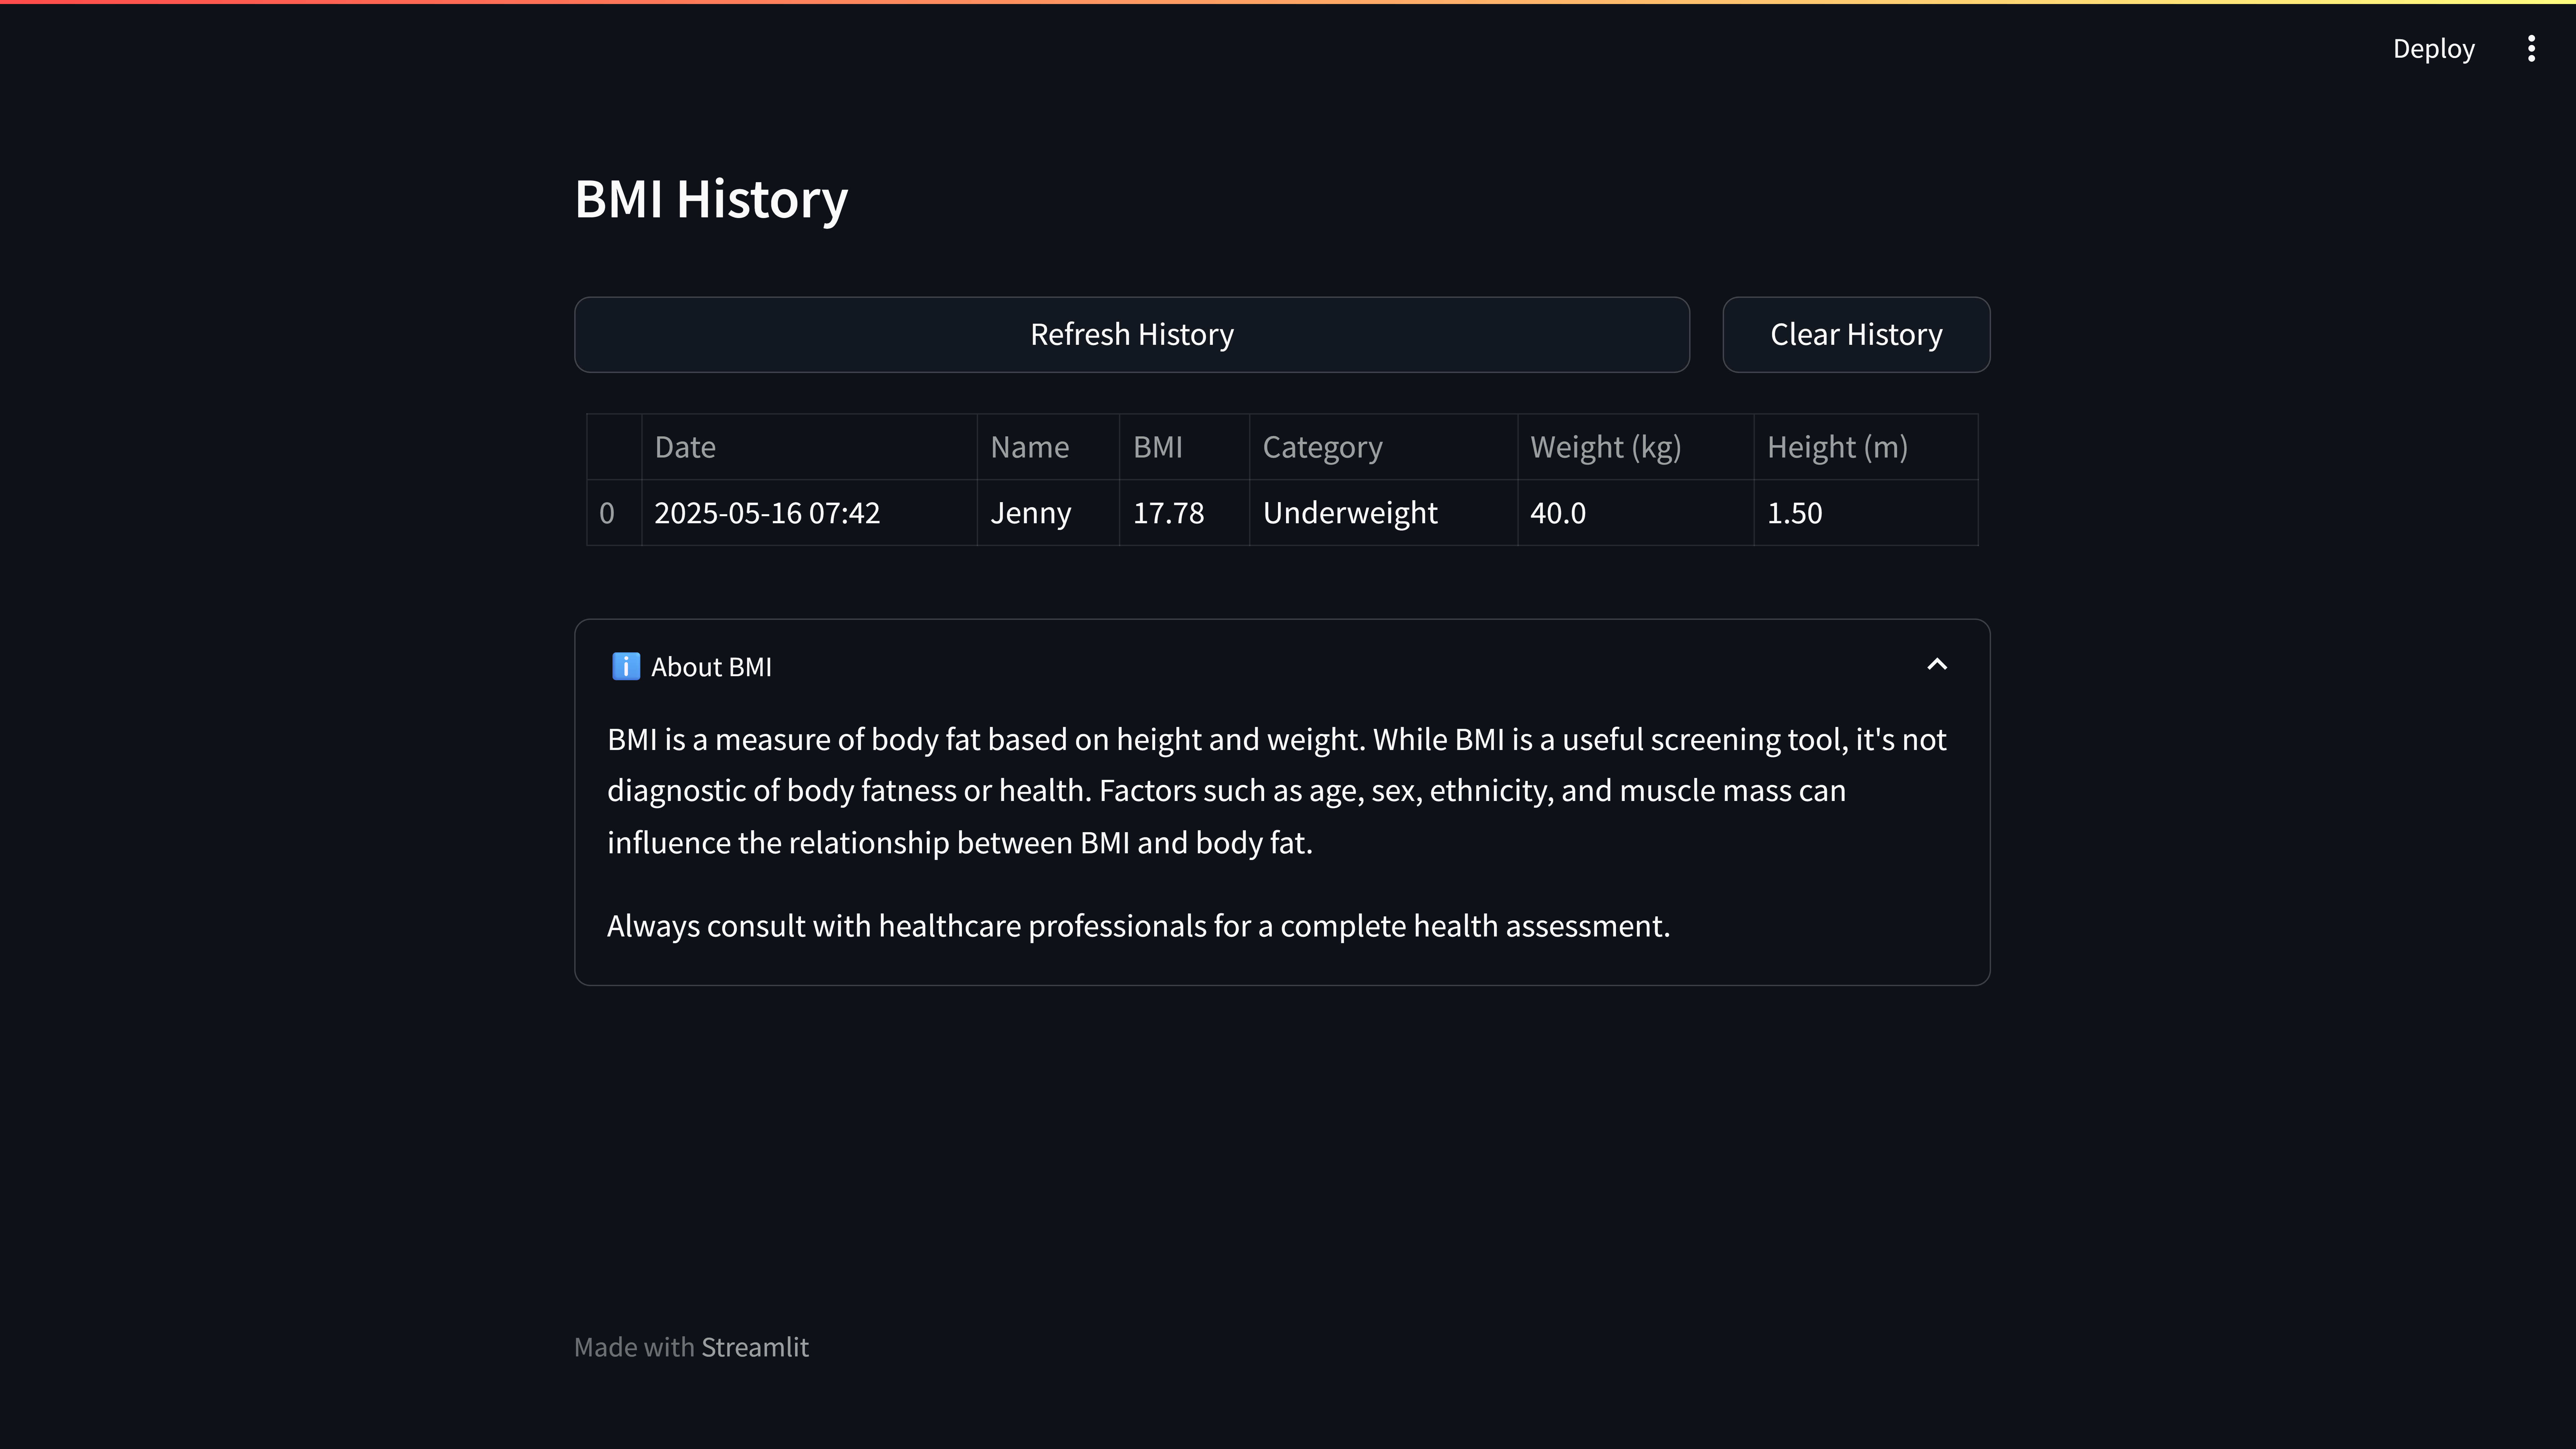 Deploy
BMI History
Refresh History
Clear History
Date Name BMI Category Weight (kg) Height (m)
0 2025-05-16 07:42 Jenny 17.78 Underweight 40.0 1.50
About BMI
BMI is a measure of body fat based on height and weight. While BMI is a useful screening tool, it's not
diagnostic of body fatness or health. Factors such as age, sex, ethnicity, and muscle mass can
influence the relationship between BMI and body fat.
Always consult with healthcare professionals for a complete health assessment.
Made with Streamlit